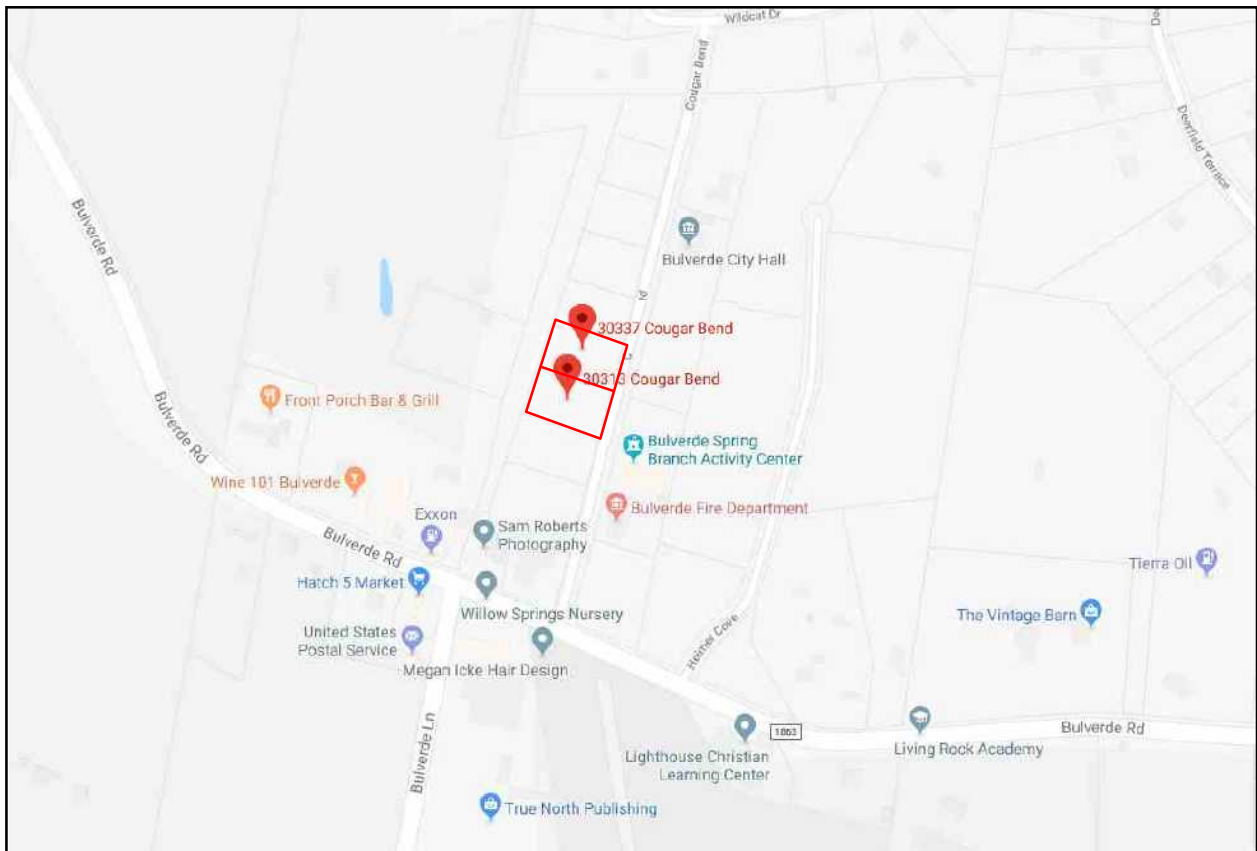 Wildcat Dr
Cougar Bend
Deerfield Terrace
Bulverde Rd
Bulverde City Hall
30337 Cougar Bend
30313 Cougar Bend
Front Porch Bar & Grill
Bulverde Rd
Bulverde Spring
Branch Activity Center
Wine 101 Bulverde
Bulverde Fire Department
Exxon
Sam Roberts
Photography
Bulverde Rd
Tierra Oil
Hatch 5 Market
Willow Springs Nursery
The Vintage Barn
United States
Postal Service
Heimer Cove
Megan Icke Hair Design
Bulverde Ln
1863
Bulverde Rd
Living Rock Academy
Lighthouse Christian
Learning Center
True North Publishing